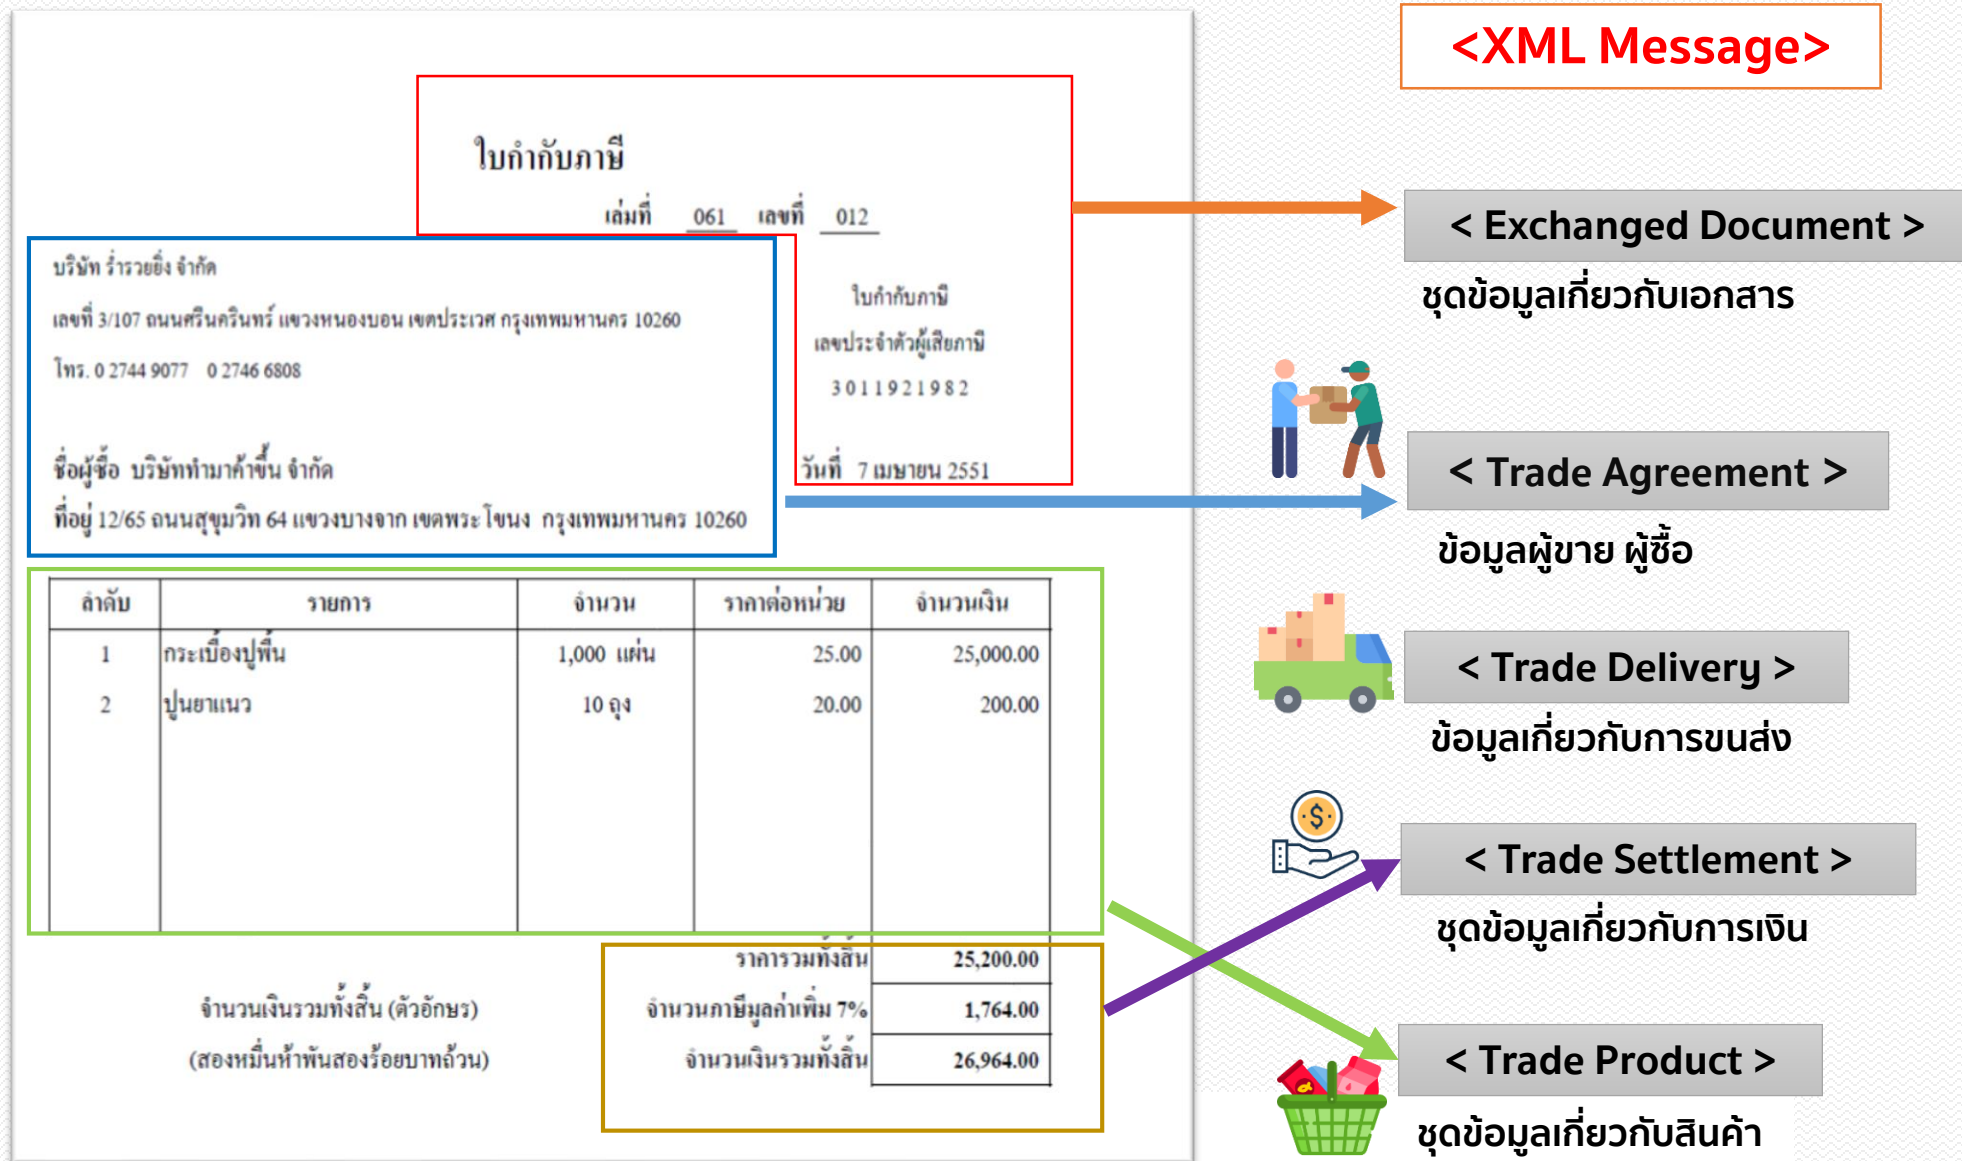 <XML Message>
ใบกำกับภาษี
เล่มที่ 061 เลขที่ 012
บริษัท ร่ำรวยยิ่ง จำกัด
เลขที่ 3/107 ถนนศรีนครินทร์ แขวงหนองบอน เขตประเวศ กรุงเทพมหานคร 10260
โทร. 0 2744 9077 0 2746 6808
ใบกำกับภาษี
เลขประจำตัวผู้เสียภาษี
3 0 1 1 9 2 1 9 8 2
ชื่อผู้ซื้อ บริษัททำมาค้าขึ้น จำกัด
วันที่ 7 เมษายน 2551
ที่อยู่ 12/65 ถนนสุขุมวิท 64 แขวงบางจาก เขตพระโขนง กรุงเทพมหานคร 10260
ลำดับ รายการ จำนวน ราคาต่อหน่วย จำนวนเงิน
1 กระเบื้องปูพื้น 1,000 แผ่น 25.00 25,000.00
2 ปูนยาแนว 10 ถุง 20.00 200.00
ราคารวมทั้งสิ้น 25,200.00
จำนวนเงินรวมทั้งสิ้น (ตัวอักษร) จำนวนภาษีมูลค่าเพิ่ม 7% 1,764.00
(สองหมื่นห้าพันสองร้อยบาทถ้วน) จำนวนเงินรวมทั้งสิ้น 26,964.00
< Exchanged Document >
ชุดข้อมูลเกี่ยวกับเอกสาร
< Trade Agreement >
ข้อมูลผู้ขาย ผู้ซื้อ
< Trade Delivery >
ข้อมูลเกี่ยวกับการขนส่ง
< Trade Settlement >
ชุดข้อมูลเกี่ยวกับการเงิน
< Trade Product >
ชุดข้อมูลเกี่ยวกับสินค้า